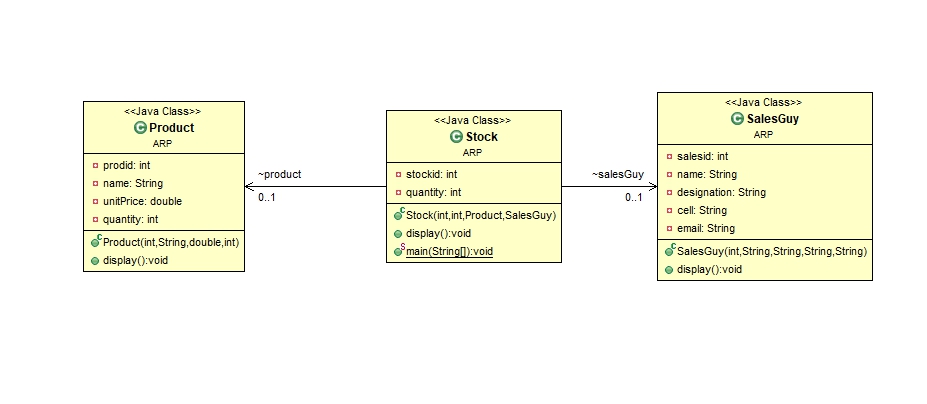 <<Java Class>>
Product
ARP
prodid: int
name: String
unitPrice: double
quantity: int
Product(int,String,double,int)
display():void
~product
0..1
<<Java Class>>
Stock
ARP
stockid: int
quantity: int
Stock(int,int,Product,SalesGuy)
display():void
main(String[]):void
~salesGuy
0..1
<<Java Class>>
SalesGuy
ARP
salesid: int
name: String
designation: String
cell: String
email: String
SalesGuy(int,String,String,String,String)
display():void